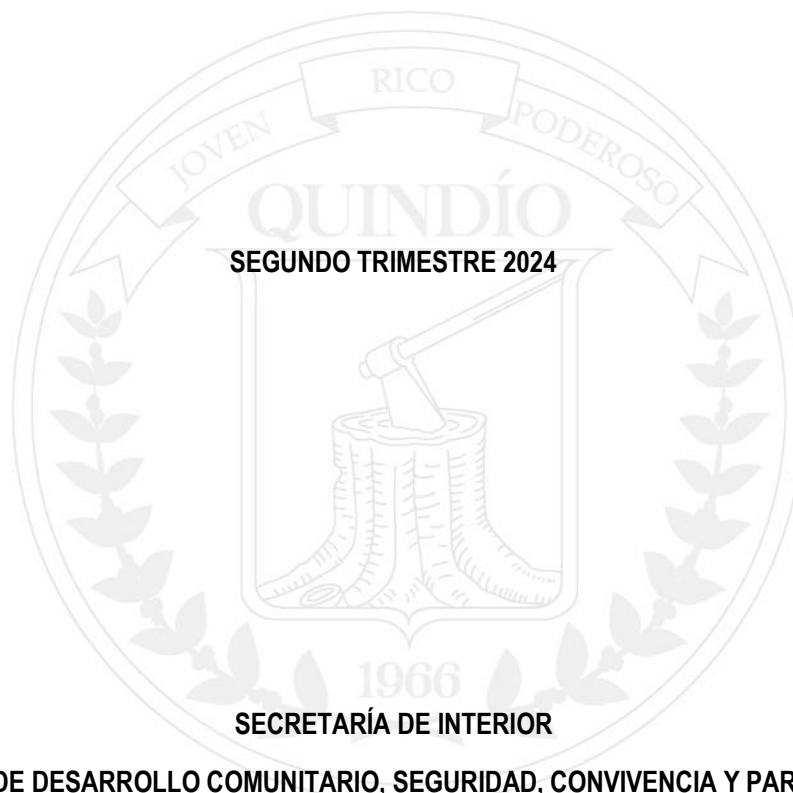 JOVEN RICO PODEROSO
QUINDÍO
SEGUNDO TRIMESTRE 2024
1966
SECRETARÍA DE INTERIOR
DE DESARROLLO COMUNITARIO, SEGURIDAD, CONVIVENCIA Y PAR